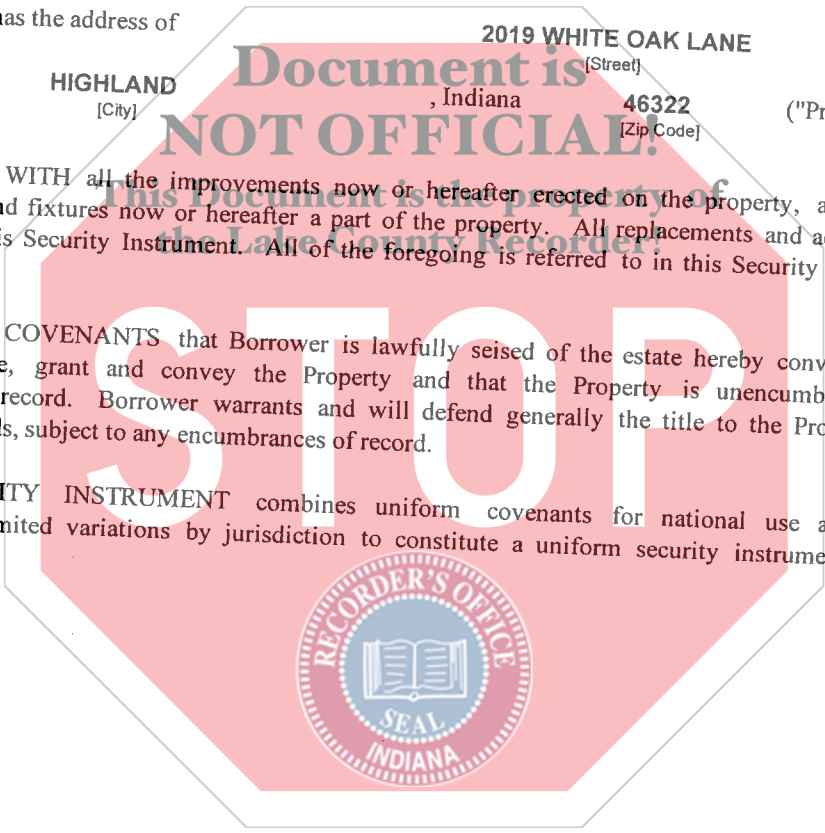 has the address of
2019 WHITE OAK LANE
[Street]
HIGHLAND
, Indiana
46322
("Pr
[City]
[Zip Code]
Document is
NOT OFFICIAL!
This Document is the property of
the Lake County Recorder!
WITH all the improvements now or hereafter erected on the property, a
nd fixtures now or hereafter a part of the property. All replacements and a
is Security Instrument. All of the foregoing is referred to in this Security
COVENANTS that Borrower is lawfully seised of the estate hereby conv
e, grant and convey the Property and that the Property is unencumb
record. Borrower warrants and will defend generally the title to the Pro
ds, subject to any encumbrances of record.
ITY INSTRUMENT combines uniform covenants for national use a
mited variations by jurisdiction to constitute a uniform security instrume
STOP
RECORDER'S OFFICE
SEAL
INDIANA